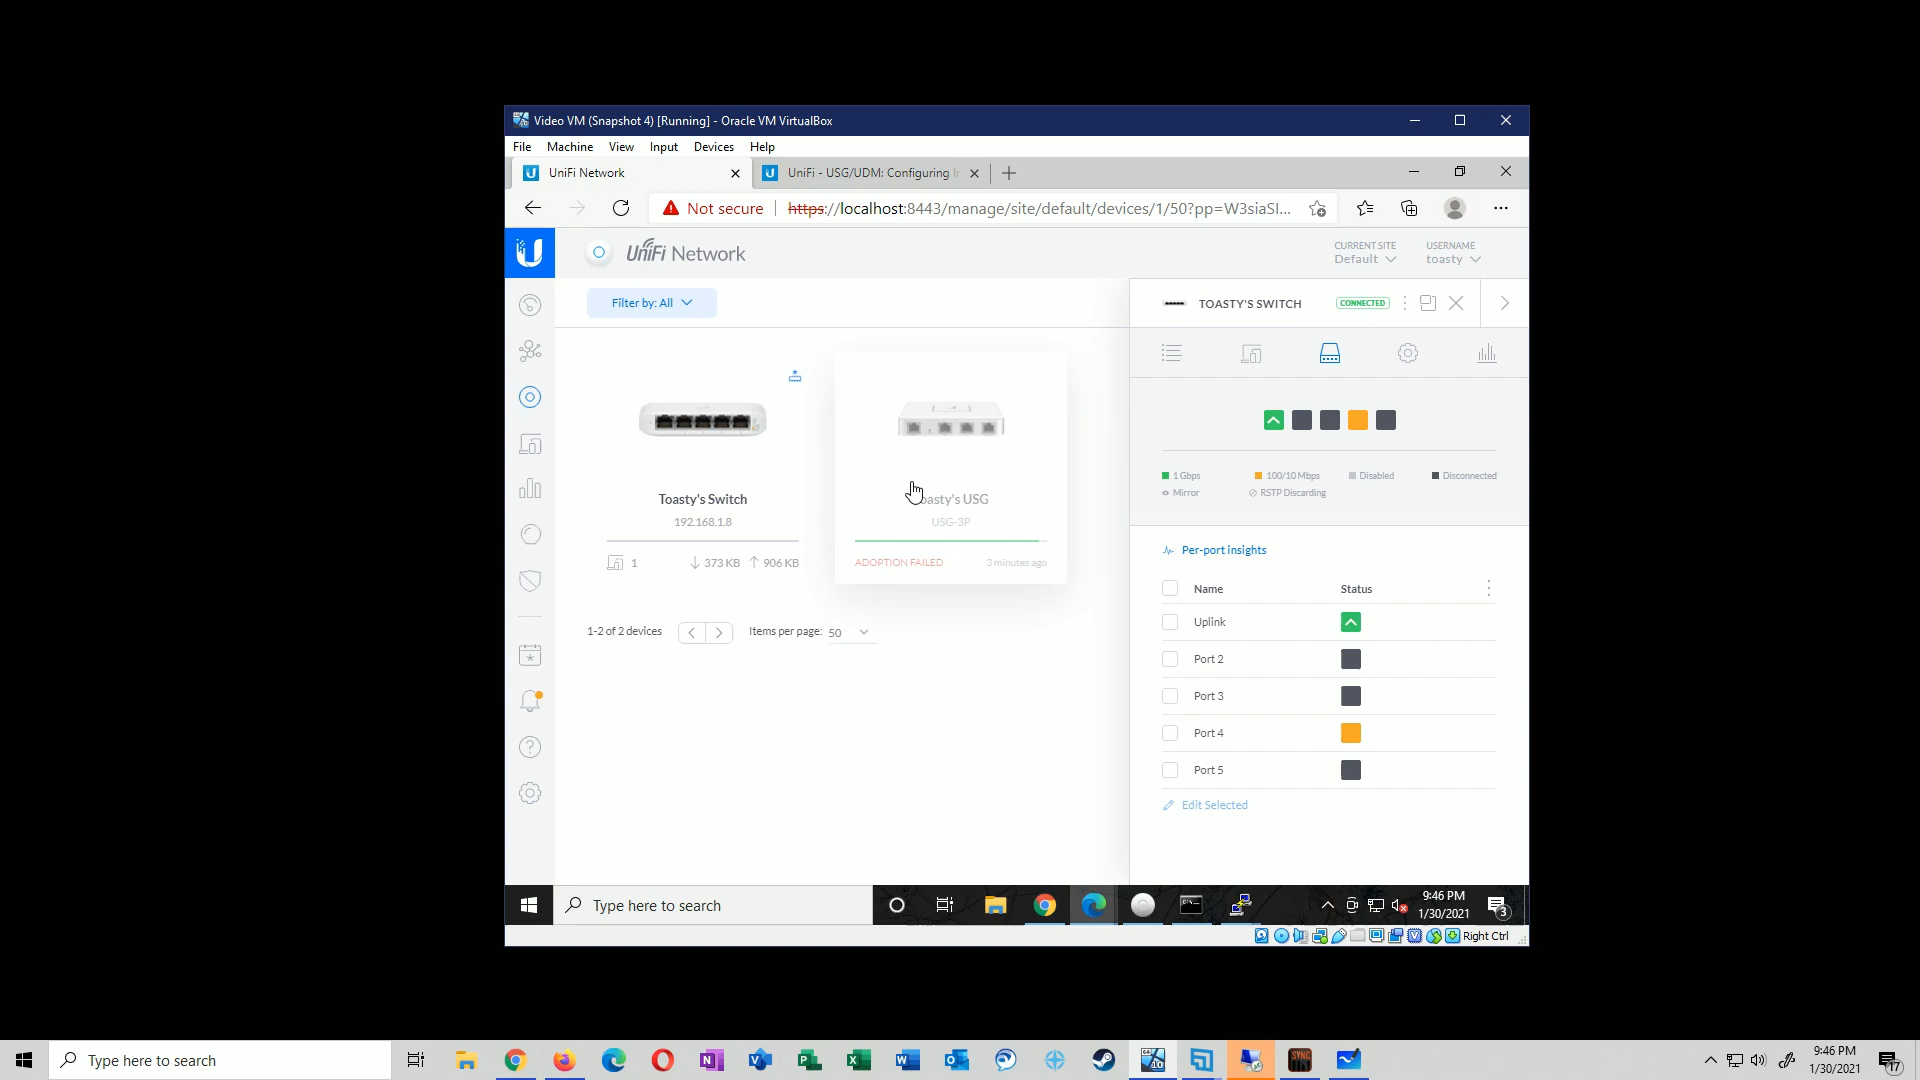 Video VM (Snapshot 4) [Running] - Oracle VM VirtualBox
File Machine View Input Devices Help
UniFi Network
UniFi - USG/UDM: Configuring
Not secure https://localhost:8443/manage/site/default/devices/1/50?pp=W3siaSI...
UniFi Network
CURRENT SITE
Default
USERNAME
toasty
Filter by: All
TOASTY'S SWITCH CONNECTED
Toasty's Switch
192.168.1.8
1 373 KB 906 KB
oasty's USG
USG-3P
ADOPTION FAILED 3 minutes ago
1-2 of 2 devices Items per page: 50
1 Gbps 100/10 Mbps Disabled Disconnected
Mirror RSTP Discarding
Per-port insights
Name Status
Uplink
Port 2
Port 3
Port 4
Port 5
Edit Selected
Type here to search
9:46 PM
1/30/2021
3
Right Ctrl
Type here to search
9:46 PM
1/30/2021
17